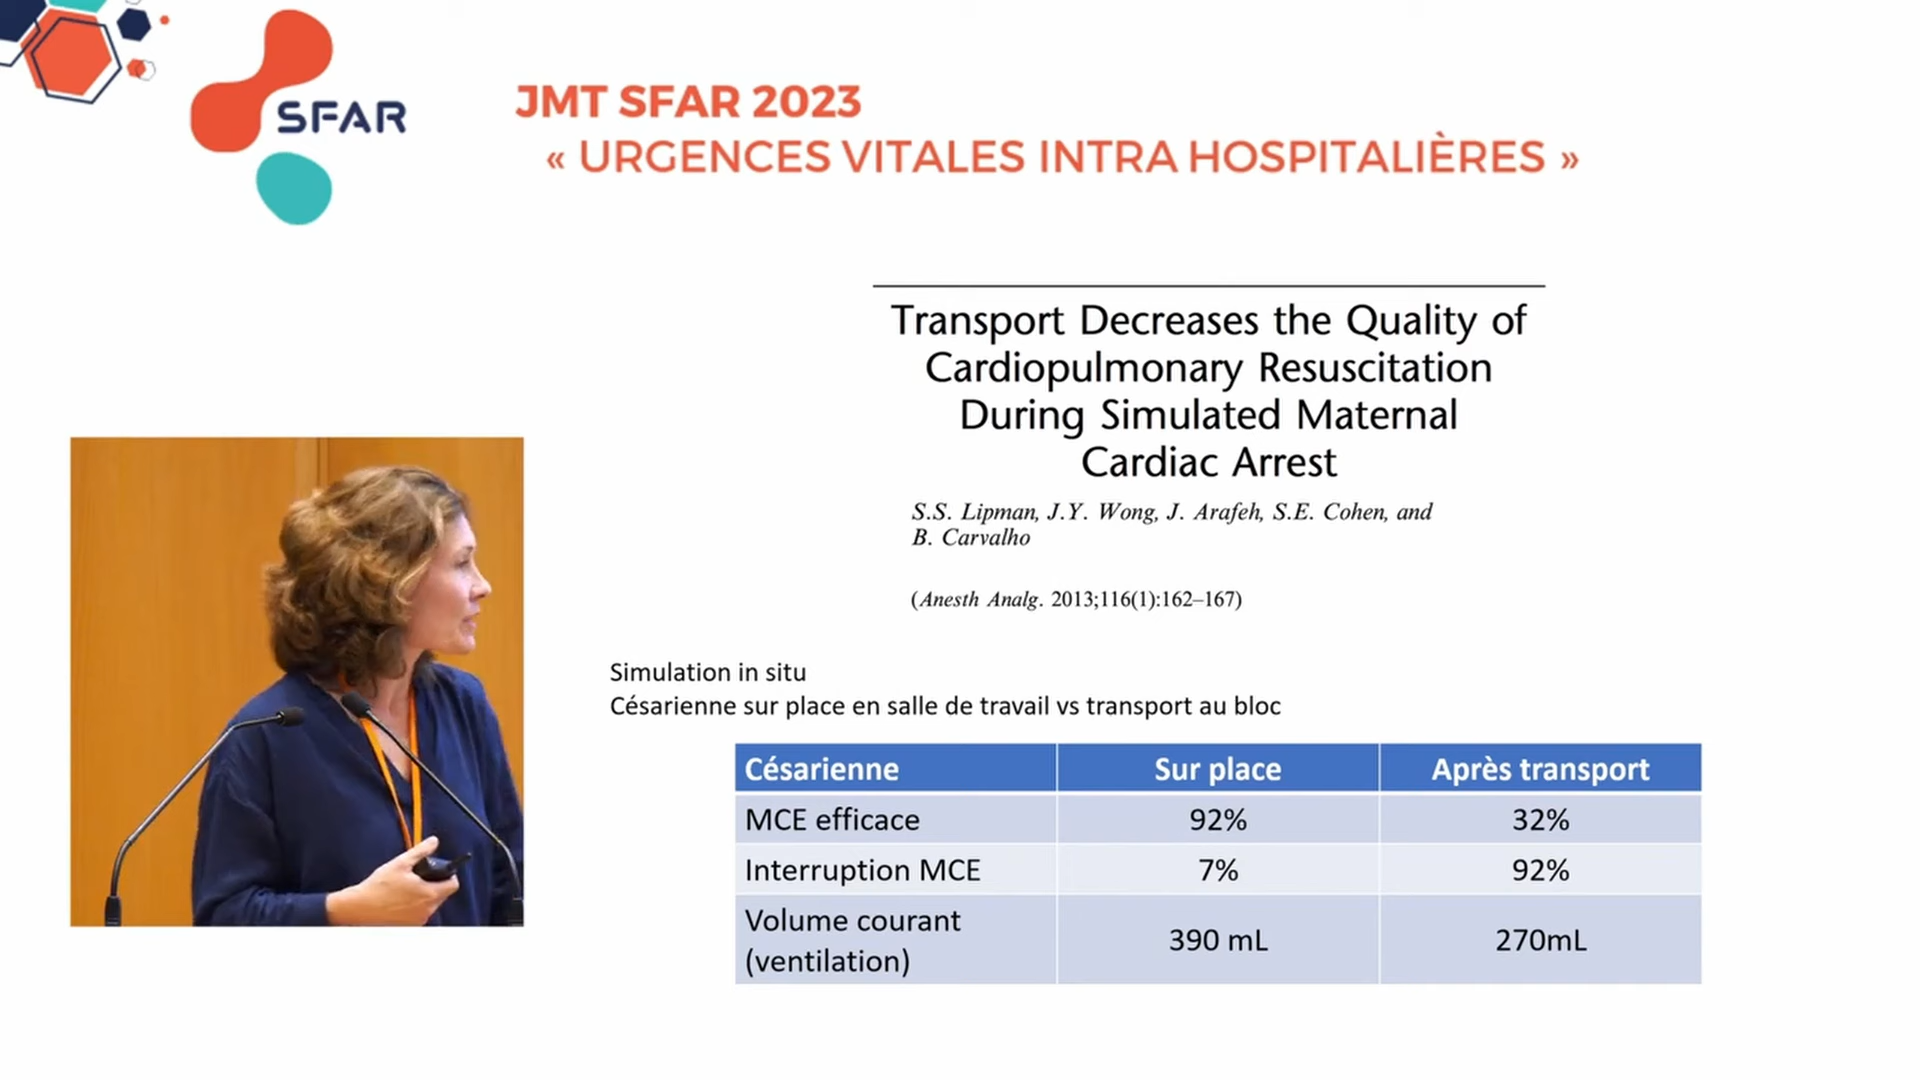 SFAR
JMT SFAR 2023
« URGENCES VITALES INTRA HOSPITALIÈRES »
Transport Decreases the Quality of
Cardiopulmonary Resuscitation
During Simulated Maternal
Cardiac Arrest
S.S. Lipman, J.Y. Wong, J. Arafeh, S.E. Cohen, and
B. Carvalho
(Anesth Analg. 2013;116(1):162–167)
Simulation in situ
Césarienne sur place en salle de travail vs transport au bloc
Césarienne Sur place Après transport
MCE efficace 92% 32%
Interruption MCE 7% 92%
Volume courant
(ventilation) 390 mL 270mL